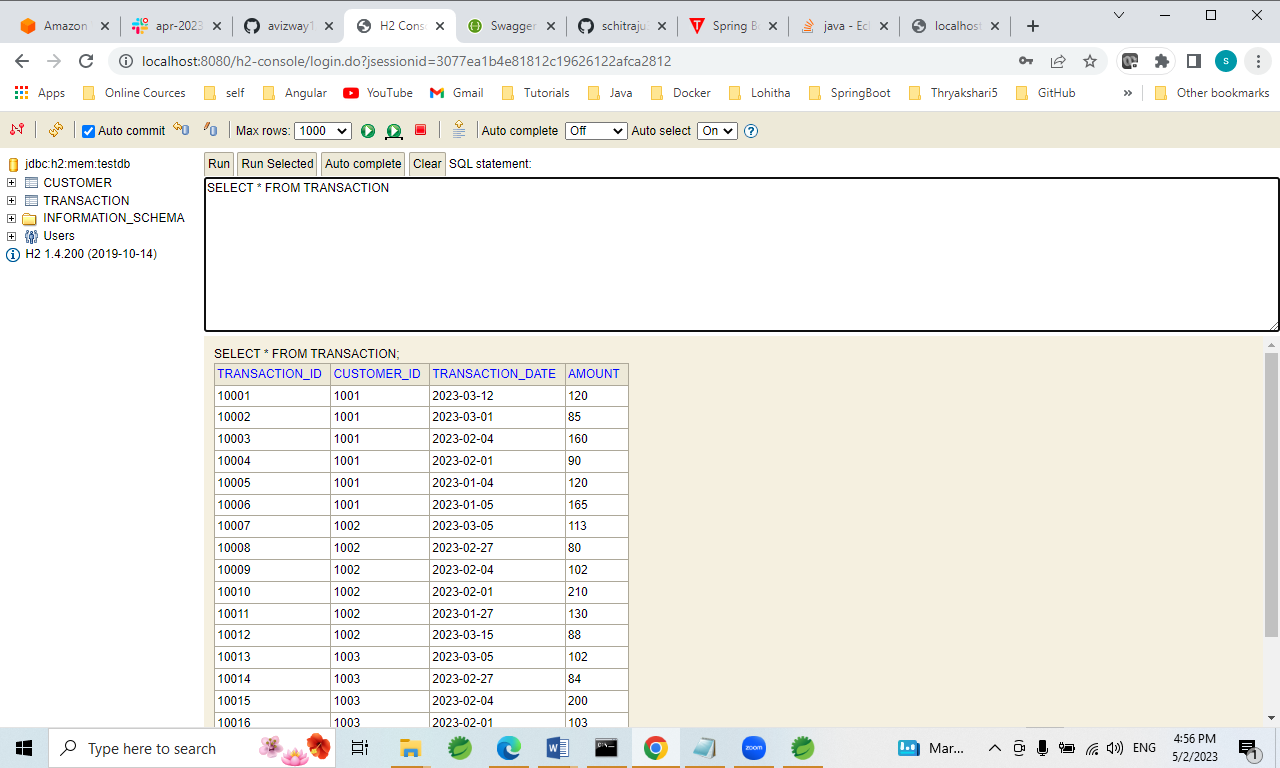 Amazon apr-2023 avizway1 H2 Cons Swagger schitraju Spring B java - Ecl localhost
localhost:8080/h2-console/login.do?jsessionid=3077ea1b4e81812c19626122afca2812 s
Apps Online Cources self Angular YouTube Gmail Tutorials Java Docker Lohitha SpringBoot Thryakshari5 GitHub » Other bookmarks
Auto commit Max rows: 1000 Auto complete Off Auto select On ?
jdbc:h2:mem:testdb
CUSTOMER
TRANSACTION
INFORMATION_SCHEMA
Users
H2 1.4.200 (2019-10-14)
Run Run Selected Auto complete Clear SQL statement:
SELECT * FROM TRANSACTION
SELECT * FROM TRANSACTION;
TRANSACTION_ID CUSTOMER_ID TRANSACTION_DATE AMOUNT
10001 1001 2023-03-12 120
10002 1001 2023-03-01 85
10003 1001 2023-02-04 160
10004 1001 2023-02-01 90
10005 1001 2023-01-04 120
10006 1001 2023-01-05 165
10007 1002 2023-03-05 113
10008 1002 2023-02-27 80
10009 1002 2023-02-04 102
10010 1002 2023-02-01 210
10011 1002 2023-01-27 130
10012 1002 2023-03-15 88
10013 1003 2023-03-05 102
10014 1003 2023-02-27 84
10015 1003 2023-02-04 200
10016 1003 2023-02-01 103
Type here to search zoom Mar... ENG 4:56 PM
5/2/2023 1